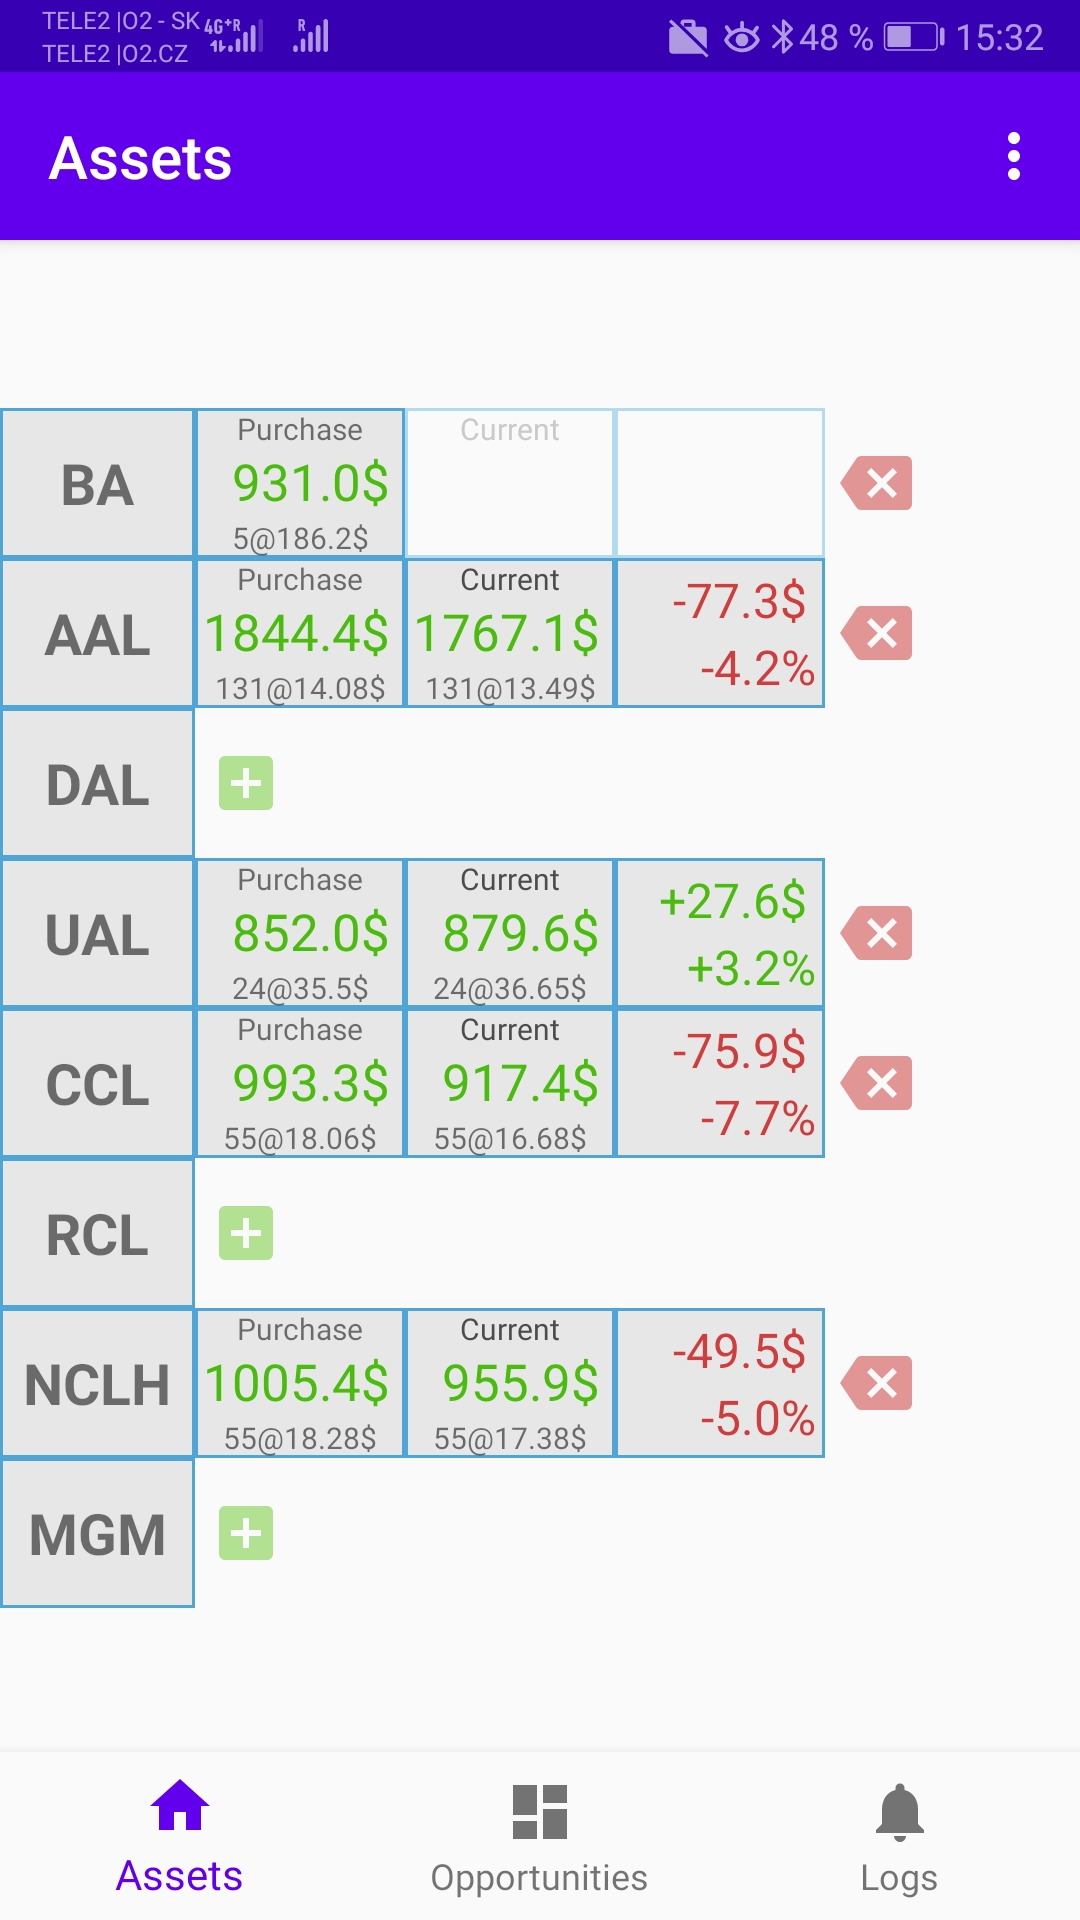 TELE2 |O2 - SK 4G+R R 48 % 15:32
TELE2 |O2.CZ
Assets
Purchase Current
BA 931.0$
5@186.2$
Purchase Current -77.3$
AAL 1844.4$ 1767.1$
131@14.08$ 131@13.49$ -4.2%
DAL
Purchase Current +27.6$
UAL 852.0$ 879.6$
24@35.5$ 24@36.65$ +3.2%
Purchase Current -75.9$
CCL 993.3$ 917.4$
55@18.06$ 55@16.68$ -7.7%
RCL
Purchase Current -49.5$
NCLH 1005.4$ 955.9$
55@18.28$ 55@17.38$ -5.0%
MGM
Assets Opportunities Logs